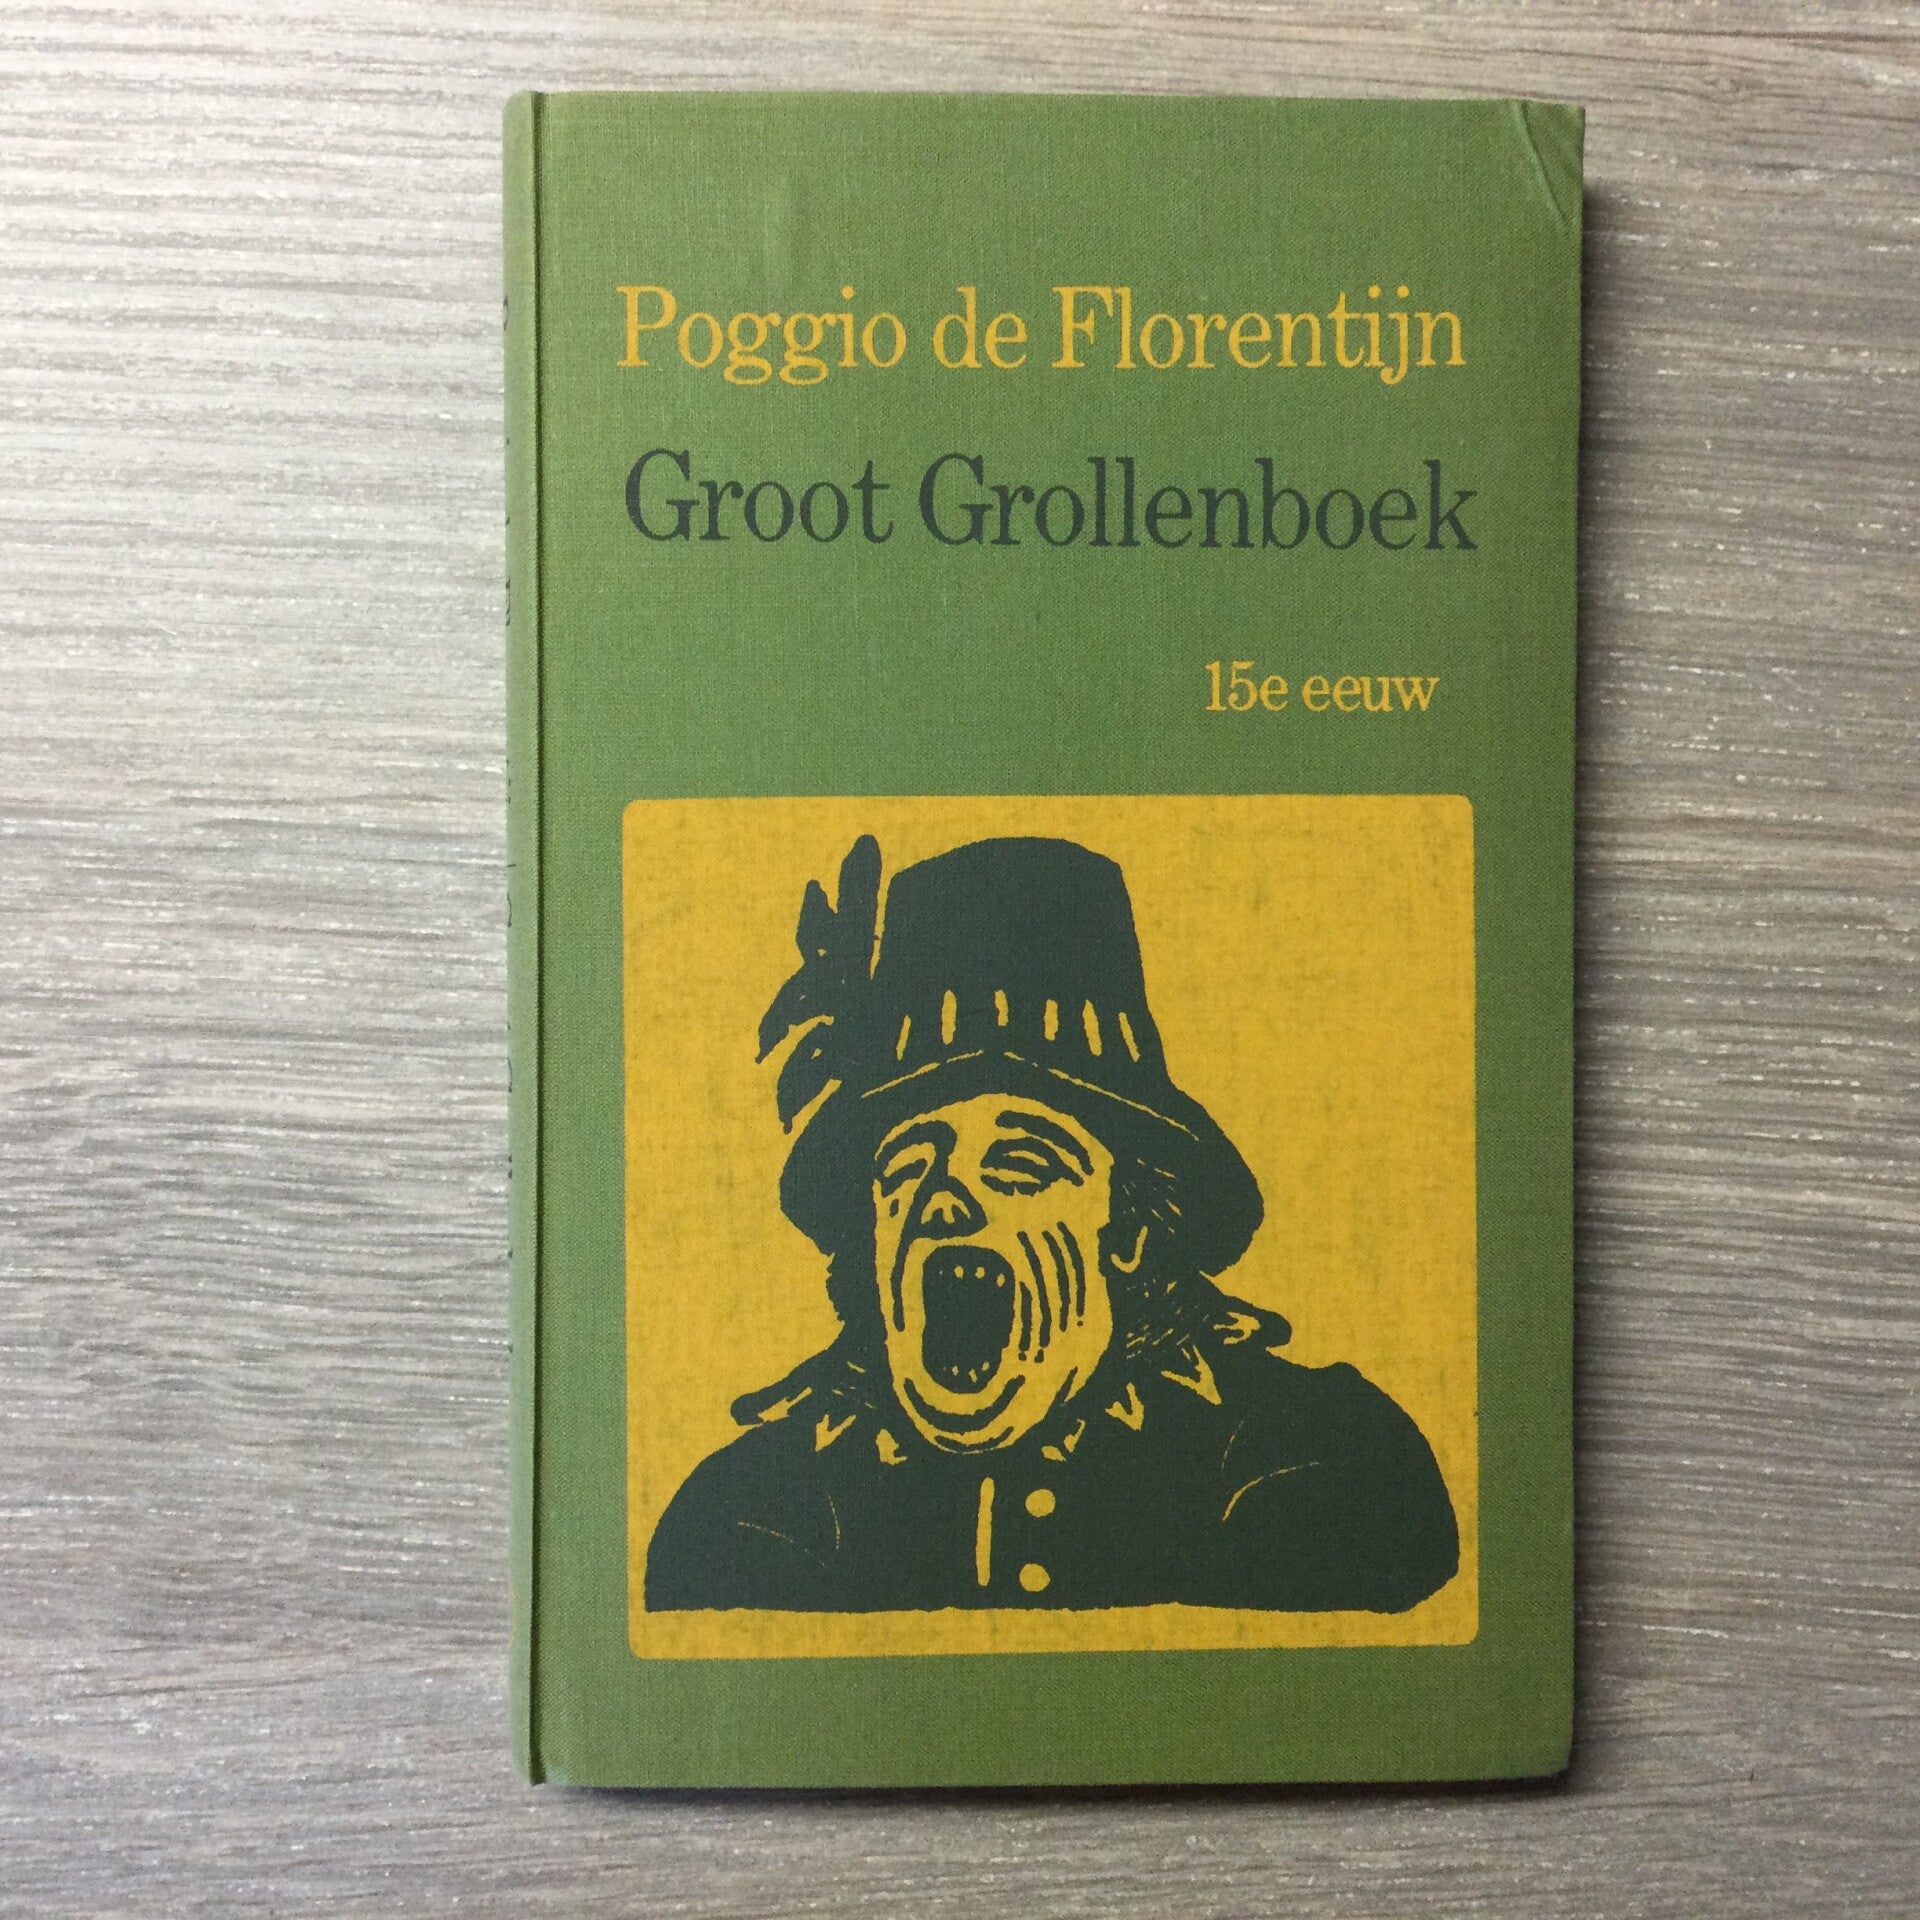 Poggio de Florentijn
Groot Grollenboek
15e eeuw